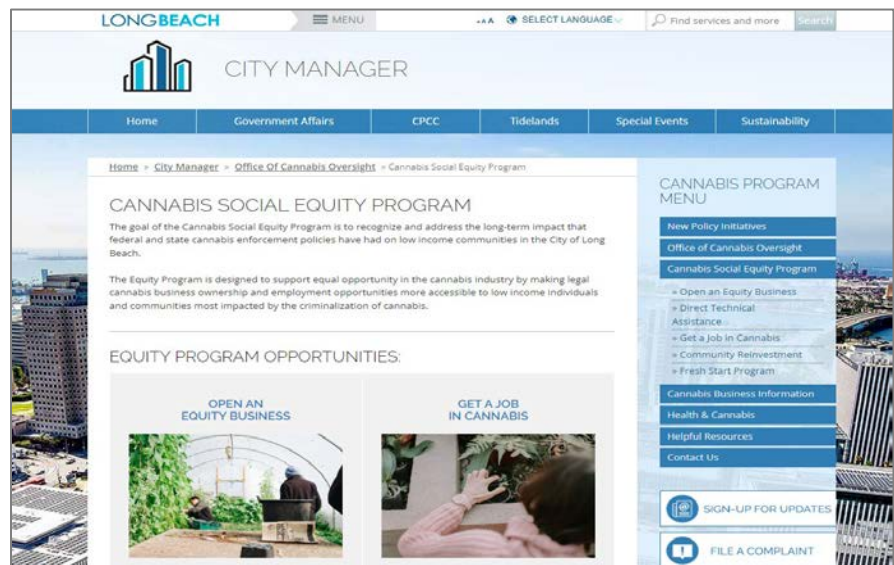 LONGBEACH
MENU
AAA SELECT LANGUAGE
Find services and more
Search
CITY MANAGER
Home
Government Affairs
CPCC
Tidelands
Special Events
Sustainability
Home » City Manager » Office Of Cannabis Oversight » Cannabis Social Equity Program
CANNABIS SOCIAL EQUITY PROGRAM
The goal of the Cannabis Social Equity Program is to recognize and address the long-term impact that
federal and state cannabis enforcement policies have had on low income communities in the City of Long
Beach.
The Equity Program is designed to support equal opportunity in the cannabis industry by making legal
cannabis business ownership and employment opportunities more accessible to low income individuals
and communities most impacted by the criminalization of cannabis.
EQUITY PROGRAM OPPORTUNITIES:
OPEN AN
EQUITY BUSINESS
GET A JOB
IN CANNABIS
CANNABIS PROGRAM
MENU
New Policy Initiatives
Office of Cannabis Oversight
Cannabis Social Equity Program
» Open an Equity Business
» Direct Technical
Assistance
» Get a Job in Cannabis
» Community Reinvestment
» Fresh Start Program
Cannabis Business Information
Health & Cannabis
Helpful Resources
Contact Us
SIGN-UP FOR UPDATES
FILE A COMPLAINT